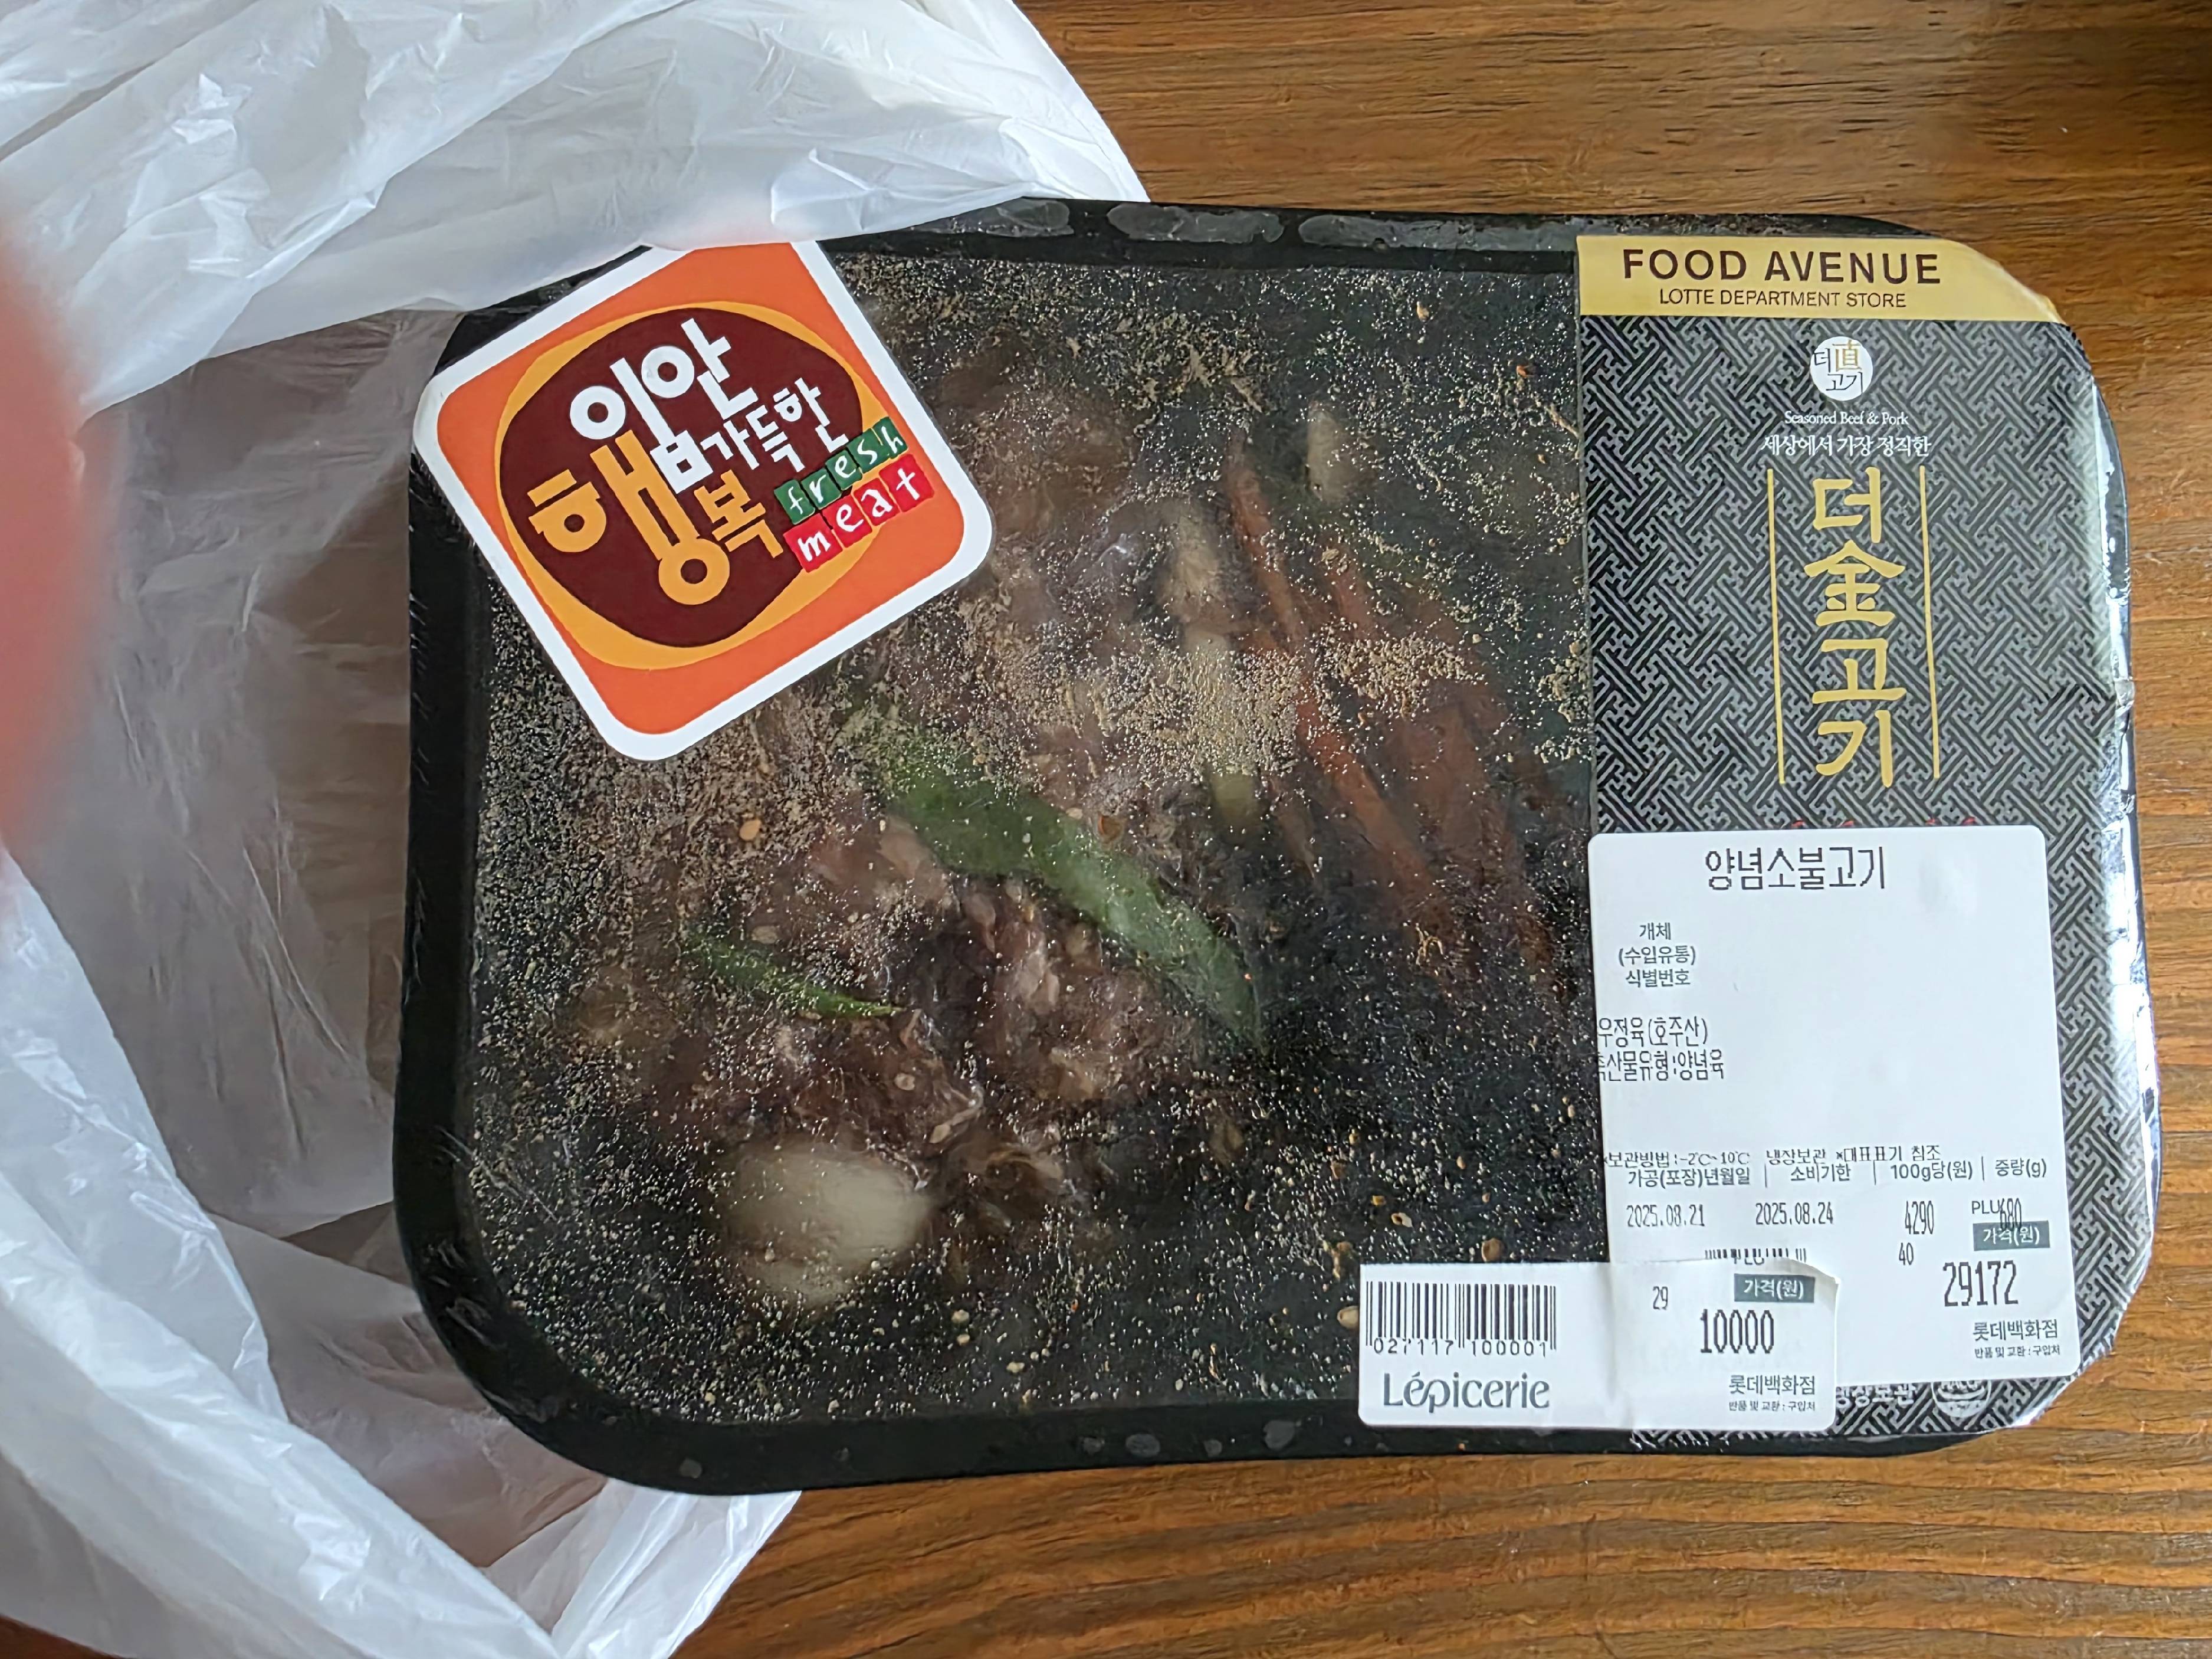 입안
가득한
행복
fresh
meat
FOOD AVENUE
LOTTE DEPARTMENT STORE
더直
고기
Seasoned Beef & Pork
세상에서 가장 정직한
더
金
고
기
양념소불고기
개체
(수입유통)
식별번호
우정육(호주산)
축산물유형:양념육
*보관방법:-2℃~10℃ 냉장보관 *대표표기 참조
가공(포장)년월일 소비기한 100g당(원) 중량(g)
2025.08.21 2025.08.24 4290 PLU 680
40 가격(원)
29172
롯데백화점
반품 및 교환 : 구입처
29 가격(원)
10000
027117 100001
Lépicerie
롯데백화점
반품 및 교환 : 구입처